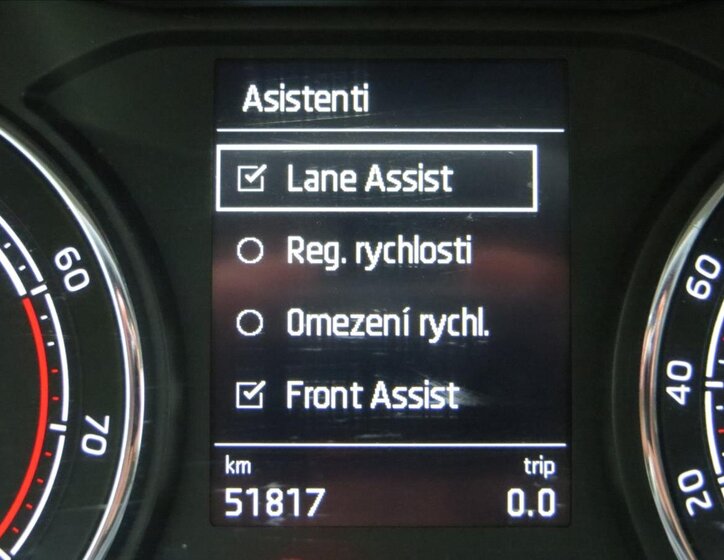 Asistenti
Lane Assist
Reg. rychlosti
Omezení rychl.
Front Assist
km trip
51817 0.0
60
70
60
40
20